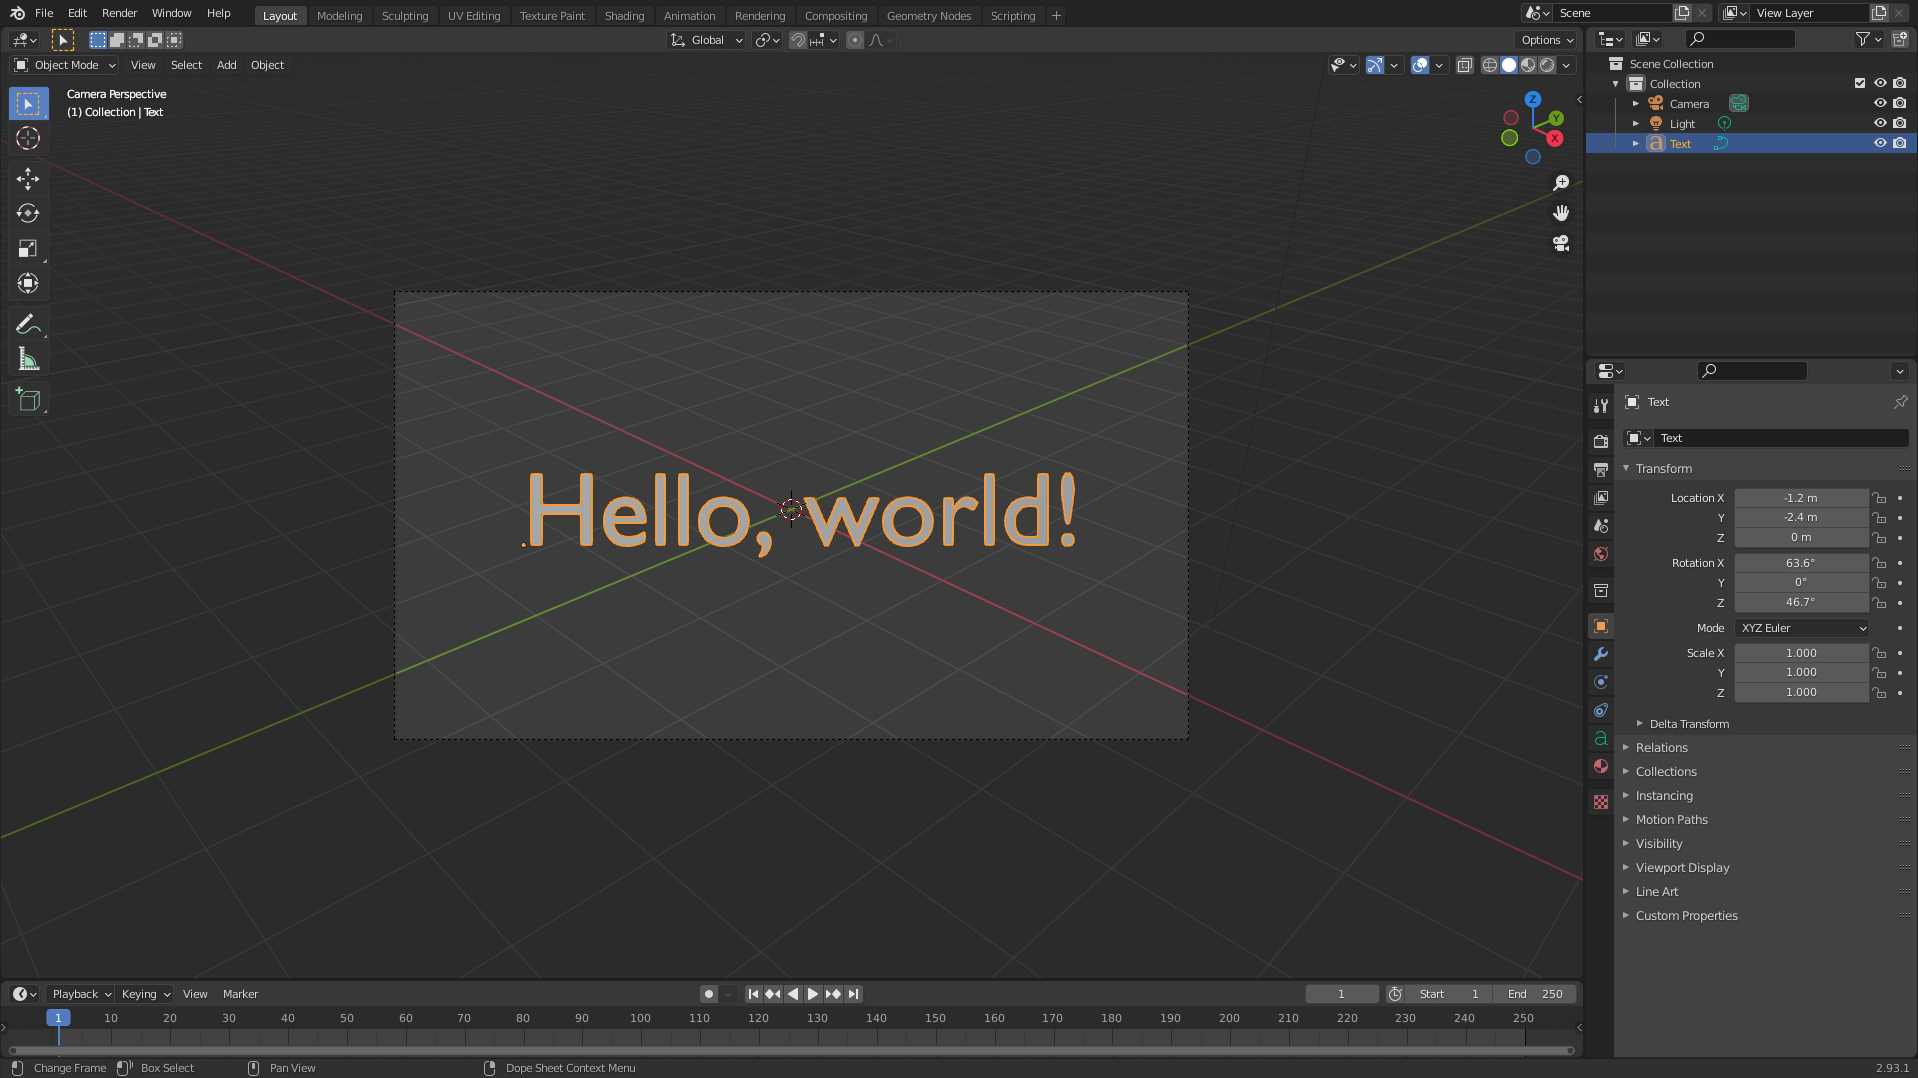 File Edit Render Window Help Layout Modeling Sculpting UV Editing Texture Paint Shading Animation Rendering Compositing Geometry Nodes Scripting + Scene View Layer
Global Options
Object Mode View Select Add Object
Camera Perspective
(1) Collection | Text
Z
Y
X
Hello, world!
Scene Collection
Collection
Camera
Light
Text
Text
Text
Transform
Location X -1.2 m
Y -2.4 m
Z 0 m
Rotation X 63.6°
Y 0°
Z 46.7°
Mode XYZ Euler
Scale X 1.000
Y 1.000
Z 1.000
Delta Transform
Relations
Collections
Instancing
Motion Paths
Visibility
Viewport Display
Line Art
Custom Properties
Playback Keying View Marker 1 Start 1 End 250
1 10 20 30 40 50 60 70 80 90 100 110 120 130 140 150 160 170 180 190 200 210 220 230 240 250
Change Frame Box Select Pan View Dope Sheet Context Menu 2.93.1